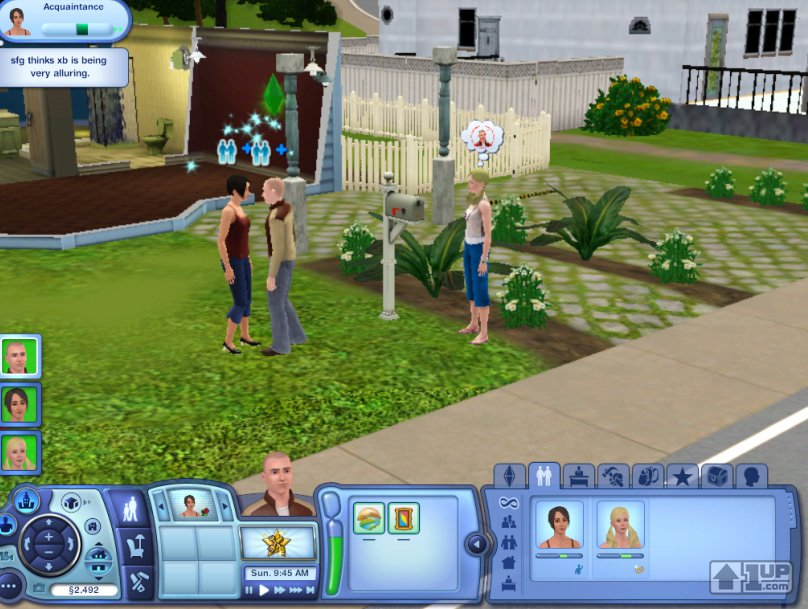 Acquaintance
sfg thinks xb is being
very alluring.
Sun. 9:45 AM
§2,492
1UP
.com